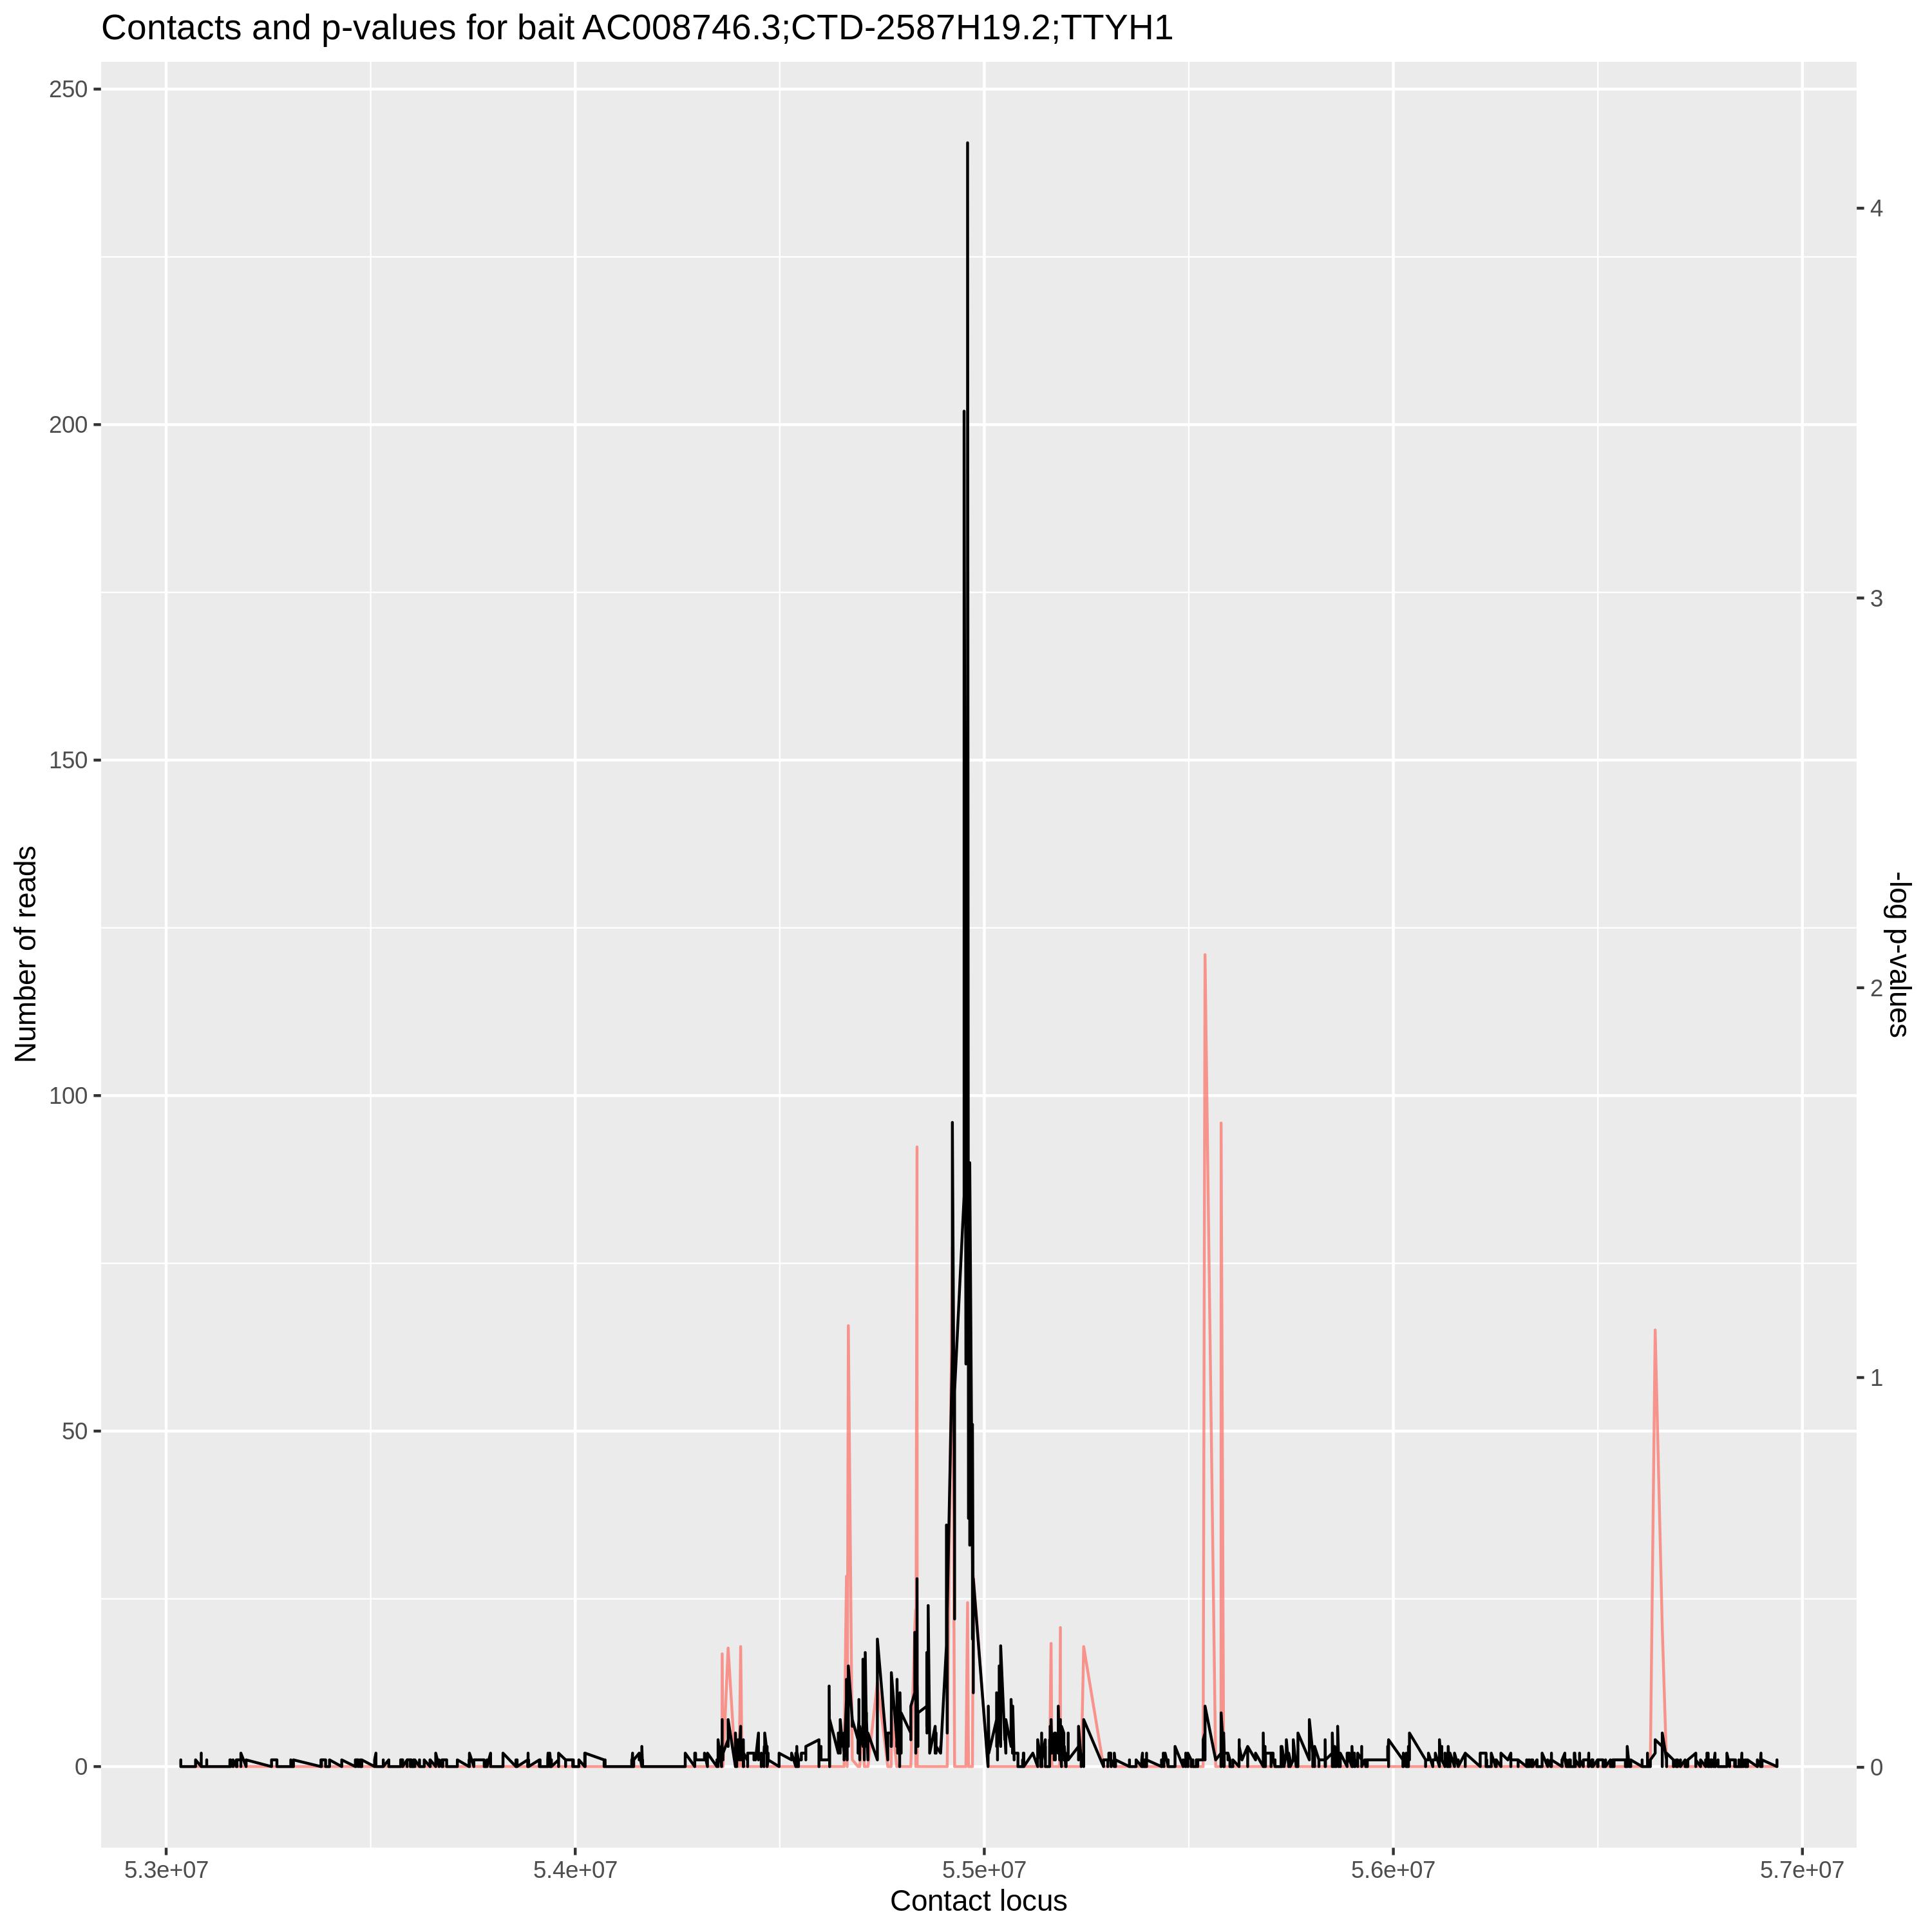 Contacts and p-values for bait AC008746.3;CTD-2587H19.2;TTYH1
250
200
150
100
50
0
Number of reads
4
3
2
1
0
-log p-values
5.3e+07
5.4e+07
5.5e+07
5.6e+07
5.7e+07
Contact locus